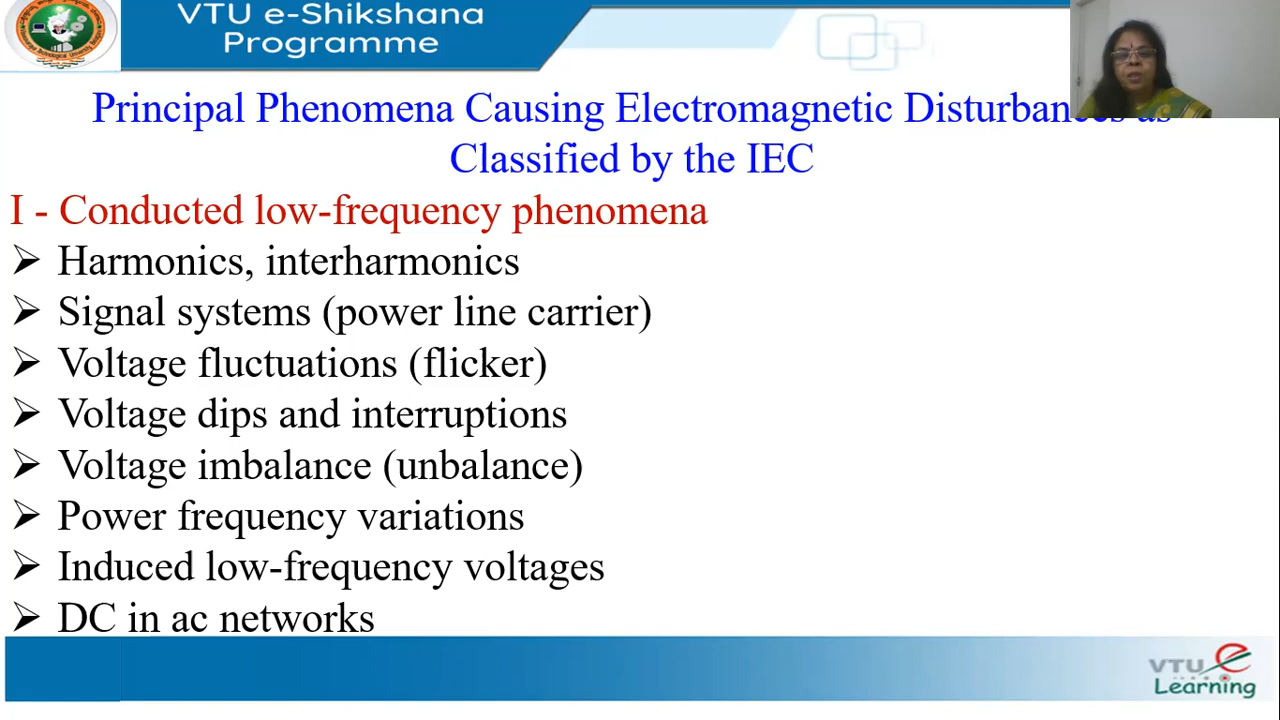 VTU e-Shikshana
Programme
Principal Phenomena Causing Electromagnetic Disturbances as
Classified by the IEC
I - Conducted low-frequency phenomena
➢ Harmonics, interharmonics
➢ Signal systems (power line carrier)
➢ Voltage fluctuations (flicker)
➢ Voltage dips and interruptions
➢ Voltage imbalance (unbalance)
➢ Power frequency variations
➢ Induced low-frequency voltages
➢ DC in ac networks
VTU e
Learning